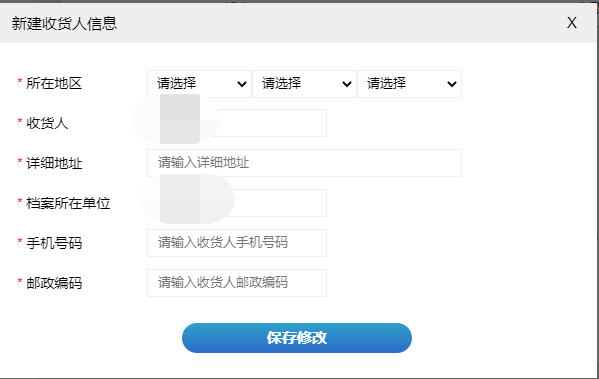 新建收货人信息 X
* 所在地区 请选择 请选择 请选择
* 收货人
* 详细地址 请输入详细地址
* 档案所在单位
* 手机号码 请输入收货人手机号码
* 邮政编码 请输入收货人邮政编码
保存修改